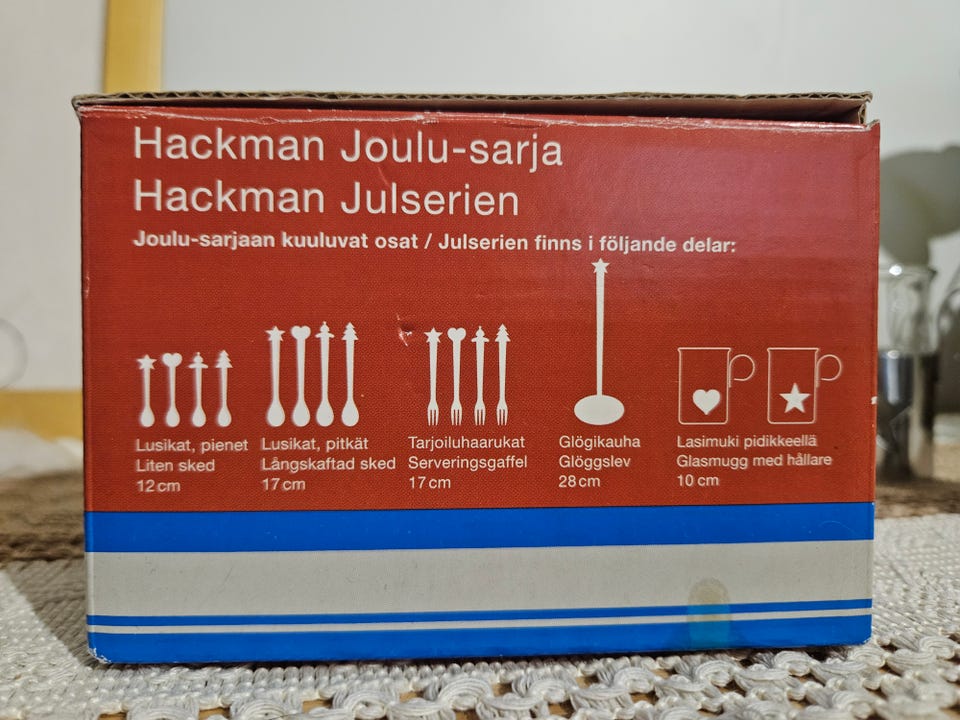 Hackman Joulu-sarja
Hackman Julserien
Joulu-sarjaan kuuluvat osat / Julserien finns i följande delar:
Lusikat, pienet
Liten sked
12 cm
Lusikat, pitkät
Långskaftad sked
17 cm
Tarjoiluhaarukat
Serveringsgaffel
17 cm
Glögikauha
Glöggslev
28 cm
Lasimuki pidikkeellä
Glasmugg med hållare
10 cm